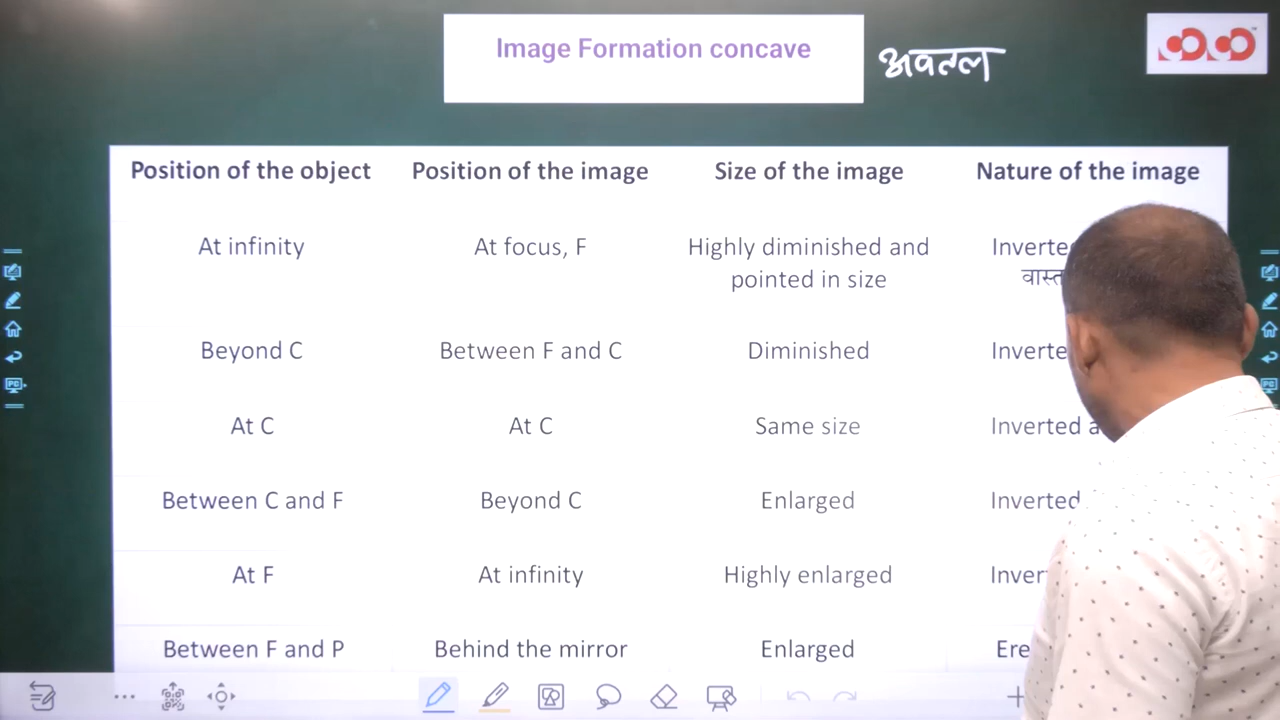 Image Formation concave
अवतल
Position of the object Position of the image Size of the image Nature of the image
At infinity At focus, F Highly diminished and
pointed in size
Beyond C Between F and C Diminished
At C At C Same size Inverted
Between C and F Beyond C Enlarged Inverted
At F At infinity Highly enlarged
Between F and P Behind the mirror Enlarged